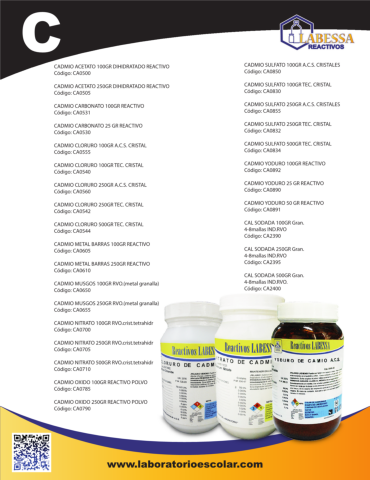 C
LABESSA
REACTIVOS
CADMIO ACETATO 100GR DIHIDRATADO REACTIVO
Código: CA0500
CADMIO ACETATO 250GR DIHIDRATADO REACTIVO
Código: CA0505
CADMIO CARBONATO 100GR REACTIVO
Código: CA0531
CADMIO CARBONATO 25 GR REACTIVO
Código: CA0530
CADMIO CLORURO 100GR A.C.S. CRISTAL
Código: CA0555
CADMIO CLORURO 100GR TEC. CRISTAL
Código: CA0540
CADMIO CLORURO 250GR A.C.S. CRISTAL
Código: CA0560
CADMIO CLORURO 250GR TEC. CRISTAL
Código: CA0542
CADMIO CLORURO 500GR TEC. CRISTAL
Código: CA0544
CADMIO METAL BARRAS 100GR REACTIVO
Código: CA0605
CADMIO METAL BARRAS 250GR REACTIVO
Código: CA0610
CADMIO MUSGOS 100GR RVO.(metal granalla)
Código: CA0650
CADMIO MUSGOS 250GR RVO.(metal granalla)
Código: CA0655
CADMIO NITRATO 100GR RVO.crist.tetrahidr
Código: CA0700
CADMIO NITRATO 250GR RVO.crist.tetrahidr
Código: CA0705
CADMIO NITRATO 500GR RVO.crist.tetrahidr
Código: CA0710
CADMIO OXIDO 100GR REACTIVO POLVO
Código: CA0785
CADMIO OXIDO 250GR REACTIVO POLVO
Código: CA0790
CADMIO SULFATO 100GR A.C.S. CRISTALES
Código: CA0850
CADMIO SULFATO 100GR TEC. CRISTAL
Código: CA0830
CADMIO SULFATO 250GR A.C.S. CRISTALES
Código: CA0855
CADMIO SULFATO 250GR TEC. CRISTAL
Código: CA0832
CADMIO SULFATO 500GR TEC. CRISTAL
Código: CA0834
CADMIO YODURO 100GR REACTIVO
Código: CA0892
CADMIO YODURO 25 GR REACTIVO
Código: CA0890
CADMIO YODURO 50 GR REACTIVO
Código: CA0891
CAL SODADA 100GR Gran.
4-8mallas IND.RVO
Código: CA2390
CAL SODADA 250GR Gran.
4-8mallas IND.RVO
Código: CA2395
CAL SODADA 500GR Gran.
4-8mallas IND.RVO
Código: CA2400
Reactivos LABESSA
Reactivos LABESSA
Reactivos LABESSA
www.laboratorioescolar.com